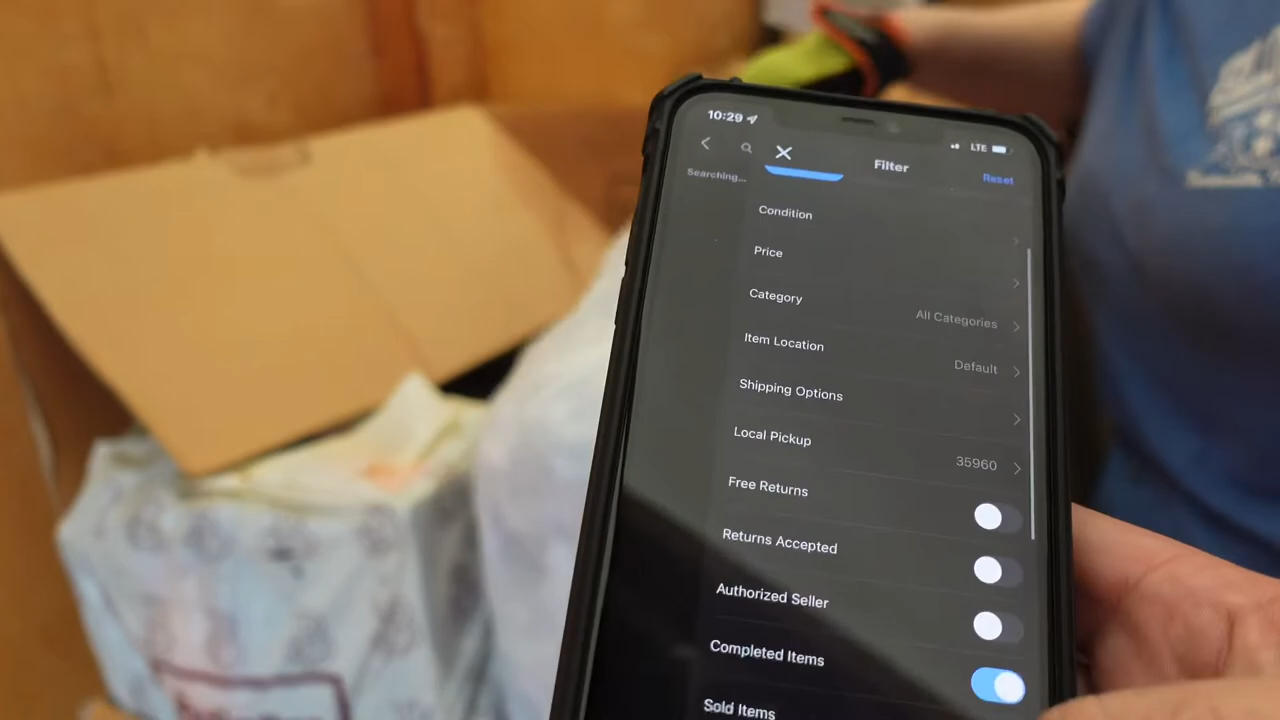 10:29
LTE
Filter
Reset
Searching...
Condition
Price
Category All Categories
Item Location Default
Shipping Options
Local Pickup 35960
Free Returns
Returns Accepted
Authorized Seller
Completed Items
Sold Items